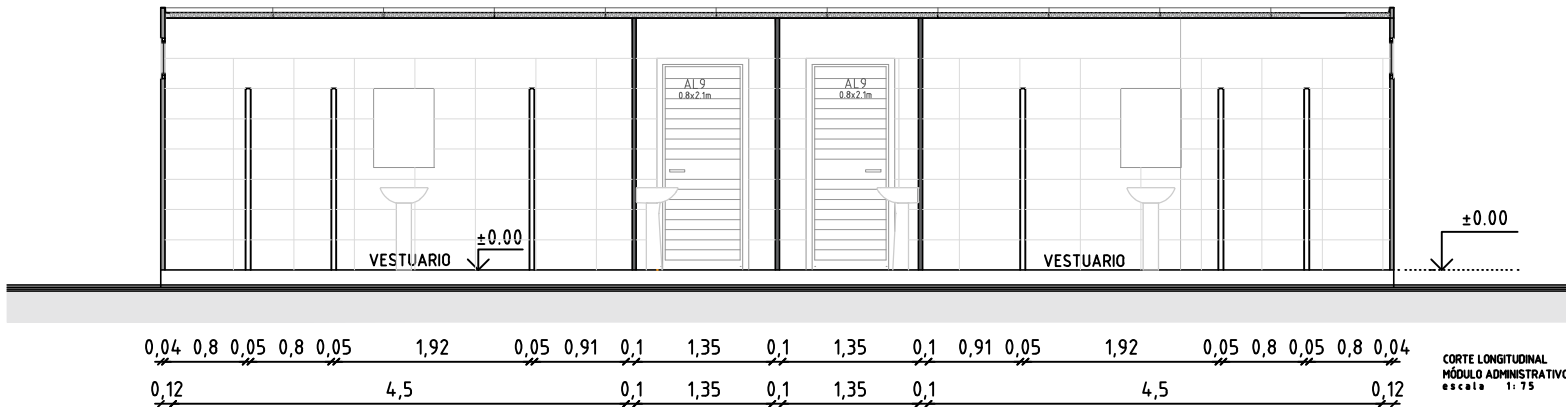 AL9
0.8x2.1m
AL9
0.8x2.1m
±0.00
±0.00
VESTUARIO
VESTUARIO
0,04 0,8 0,05 0,8 0,05 1,92 0,05 0,91 0,1 1,35 0,1 1,35 0,1 0,91 0,05 1,92 0,05 0,8 0,05 0,8 0,04
0,12 4,5 0,1 1,35 0,1 1,35 0,1 4,5 0,12
CORTE LONGITUDINAL
MÓDULO ADMINISTRATIVO
escala 1:75